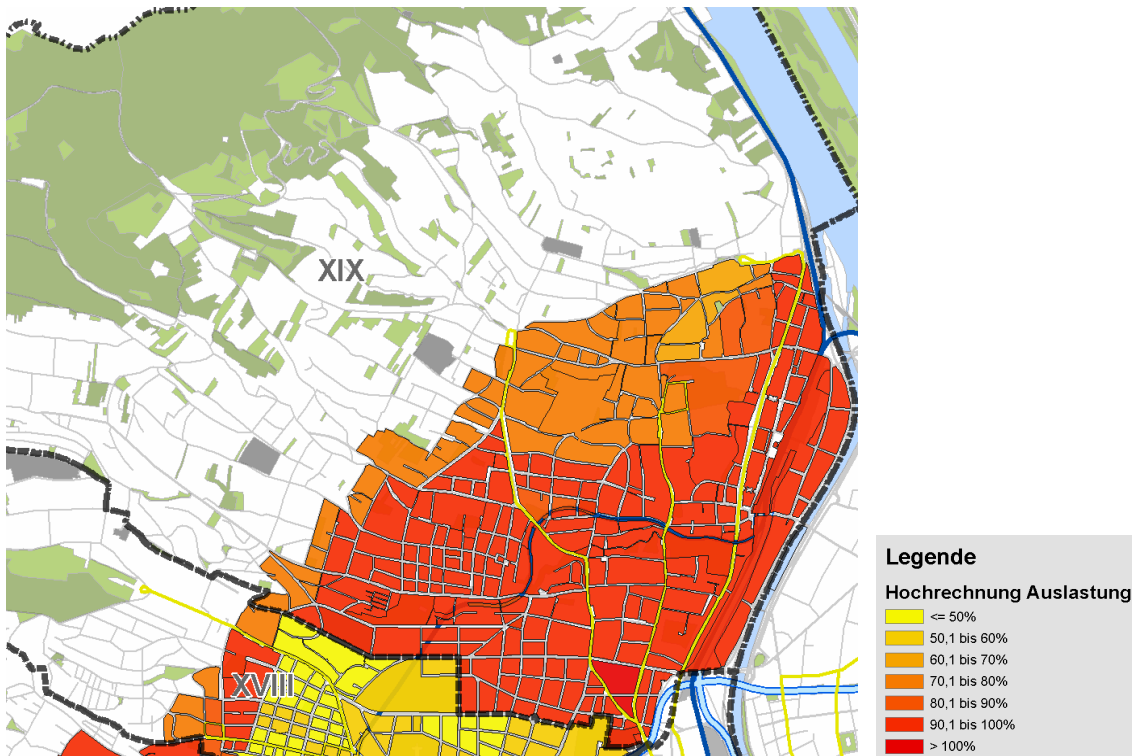 XIX
XVIII
Legende
Hochrechnung Auslastung
<= 50%
50,1 bis 60%
60,1 bis 70%
70,1 bis 80%
80,1 bis 90%
90,1 bis 100%
> 100%